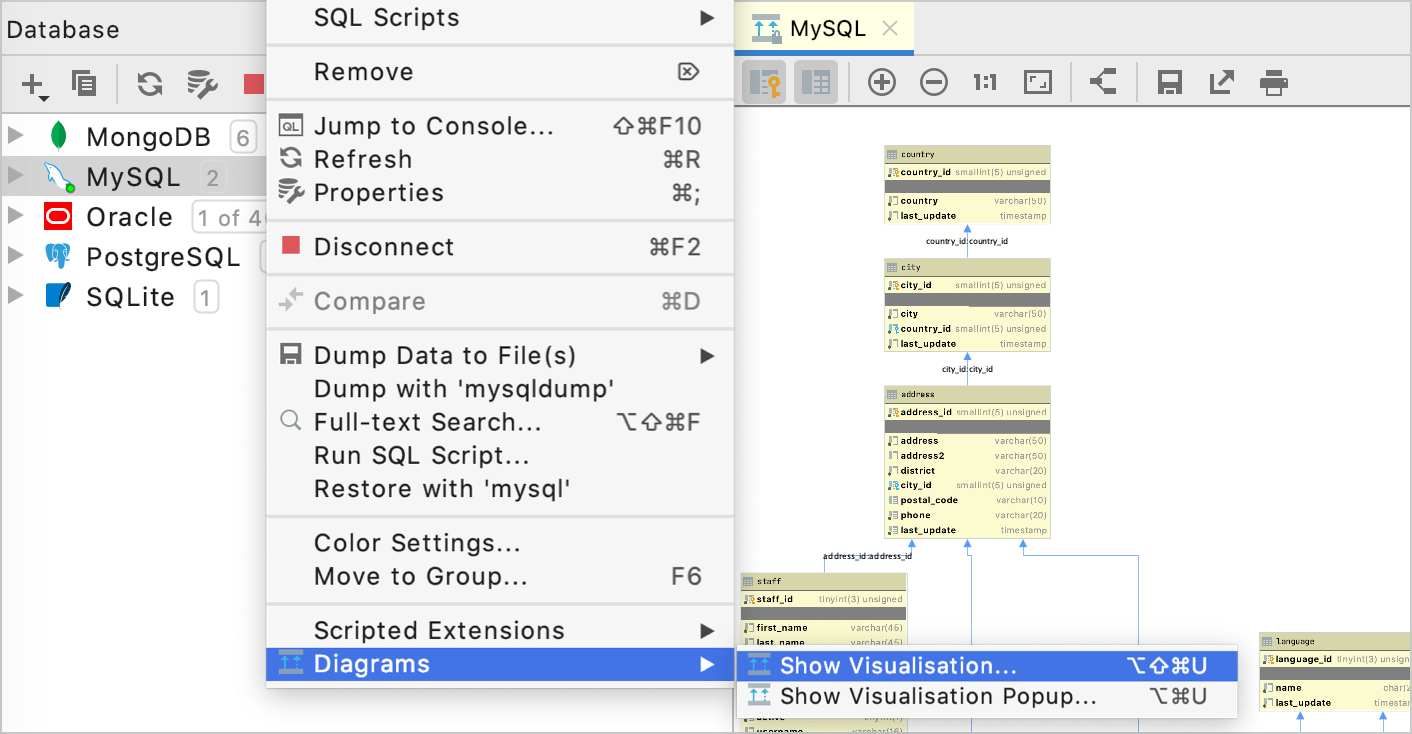 Database
MongoDB 6
MySQL 2
Oracle 1 of 4
PostgreSQL
SQLite 1
SQL Scripts
Remove
Jump to Console... ⇧⌘F10
Refresh ⌘R
Properties ⌘;
Disconnect ⌘F2
Compare ⌘D
Dump Data to File(s)
Dump with 'mysqldump'
Full-text Search... ⌥⇧⌘F
Run SQL Script...
Restore with 'mysql'
Color Settings...
Move to Group... F6
Scripted Extensions
Diagrams
Show Visualisation... ⌥⇧⌘U
Show Visualisation Popup... ⌥⌘U
MySQL
1:1
country
country_id smallint(5) unsigned
country varchar(50)
last_update timestamp
country_id:country_id
city
city_id smallint(5) unsigned
city varchar(50)
country_id smallint(5) unsigned
last_update timestamp
city_id:city_id
address
address_id smallint(5) unsigned
address varchar(50)
address2 varchar(50)
district varchar(20)
city_id smallint(5) unsigned
postal_code varchar(10)
phone varchar(20)
last_update timestamp
address_id:address_id
staff
staff_id tinyint(3) unsigned
first_name varchar(45)
last_name varchar(45)
language
language_id tinyint(3) unsign
name char(2
last_update timesta